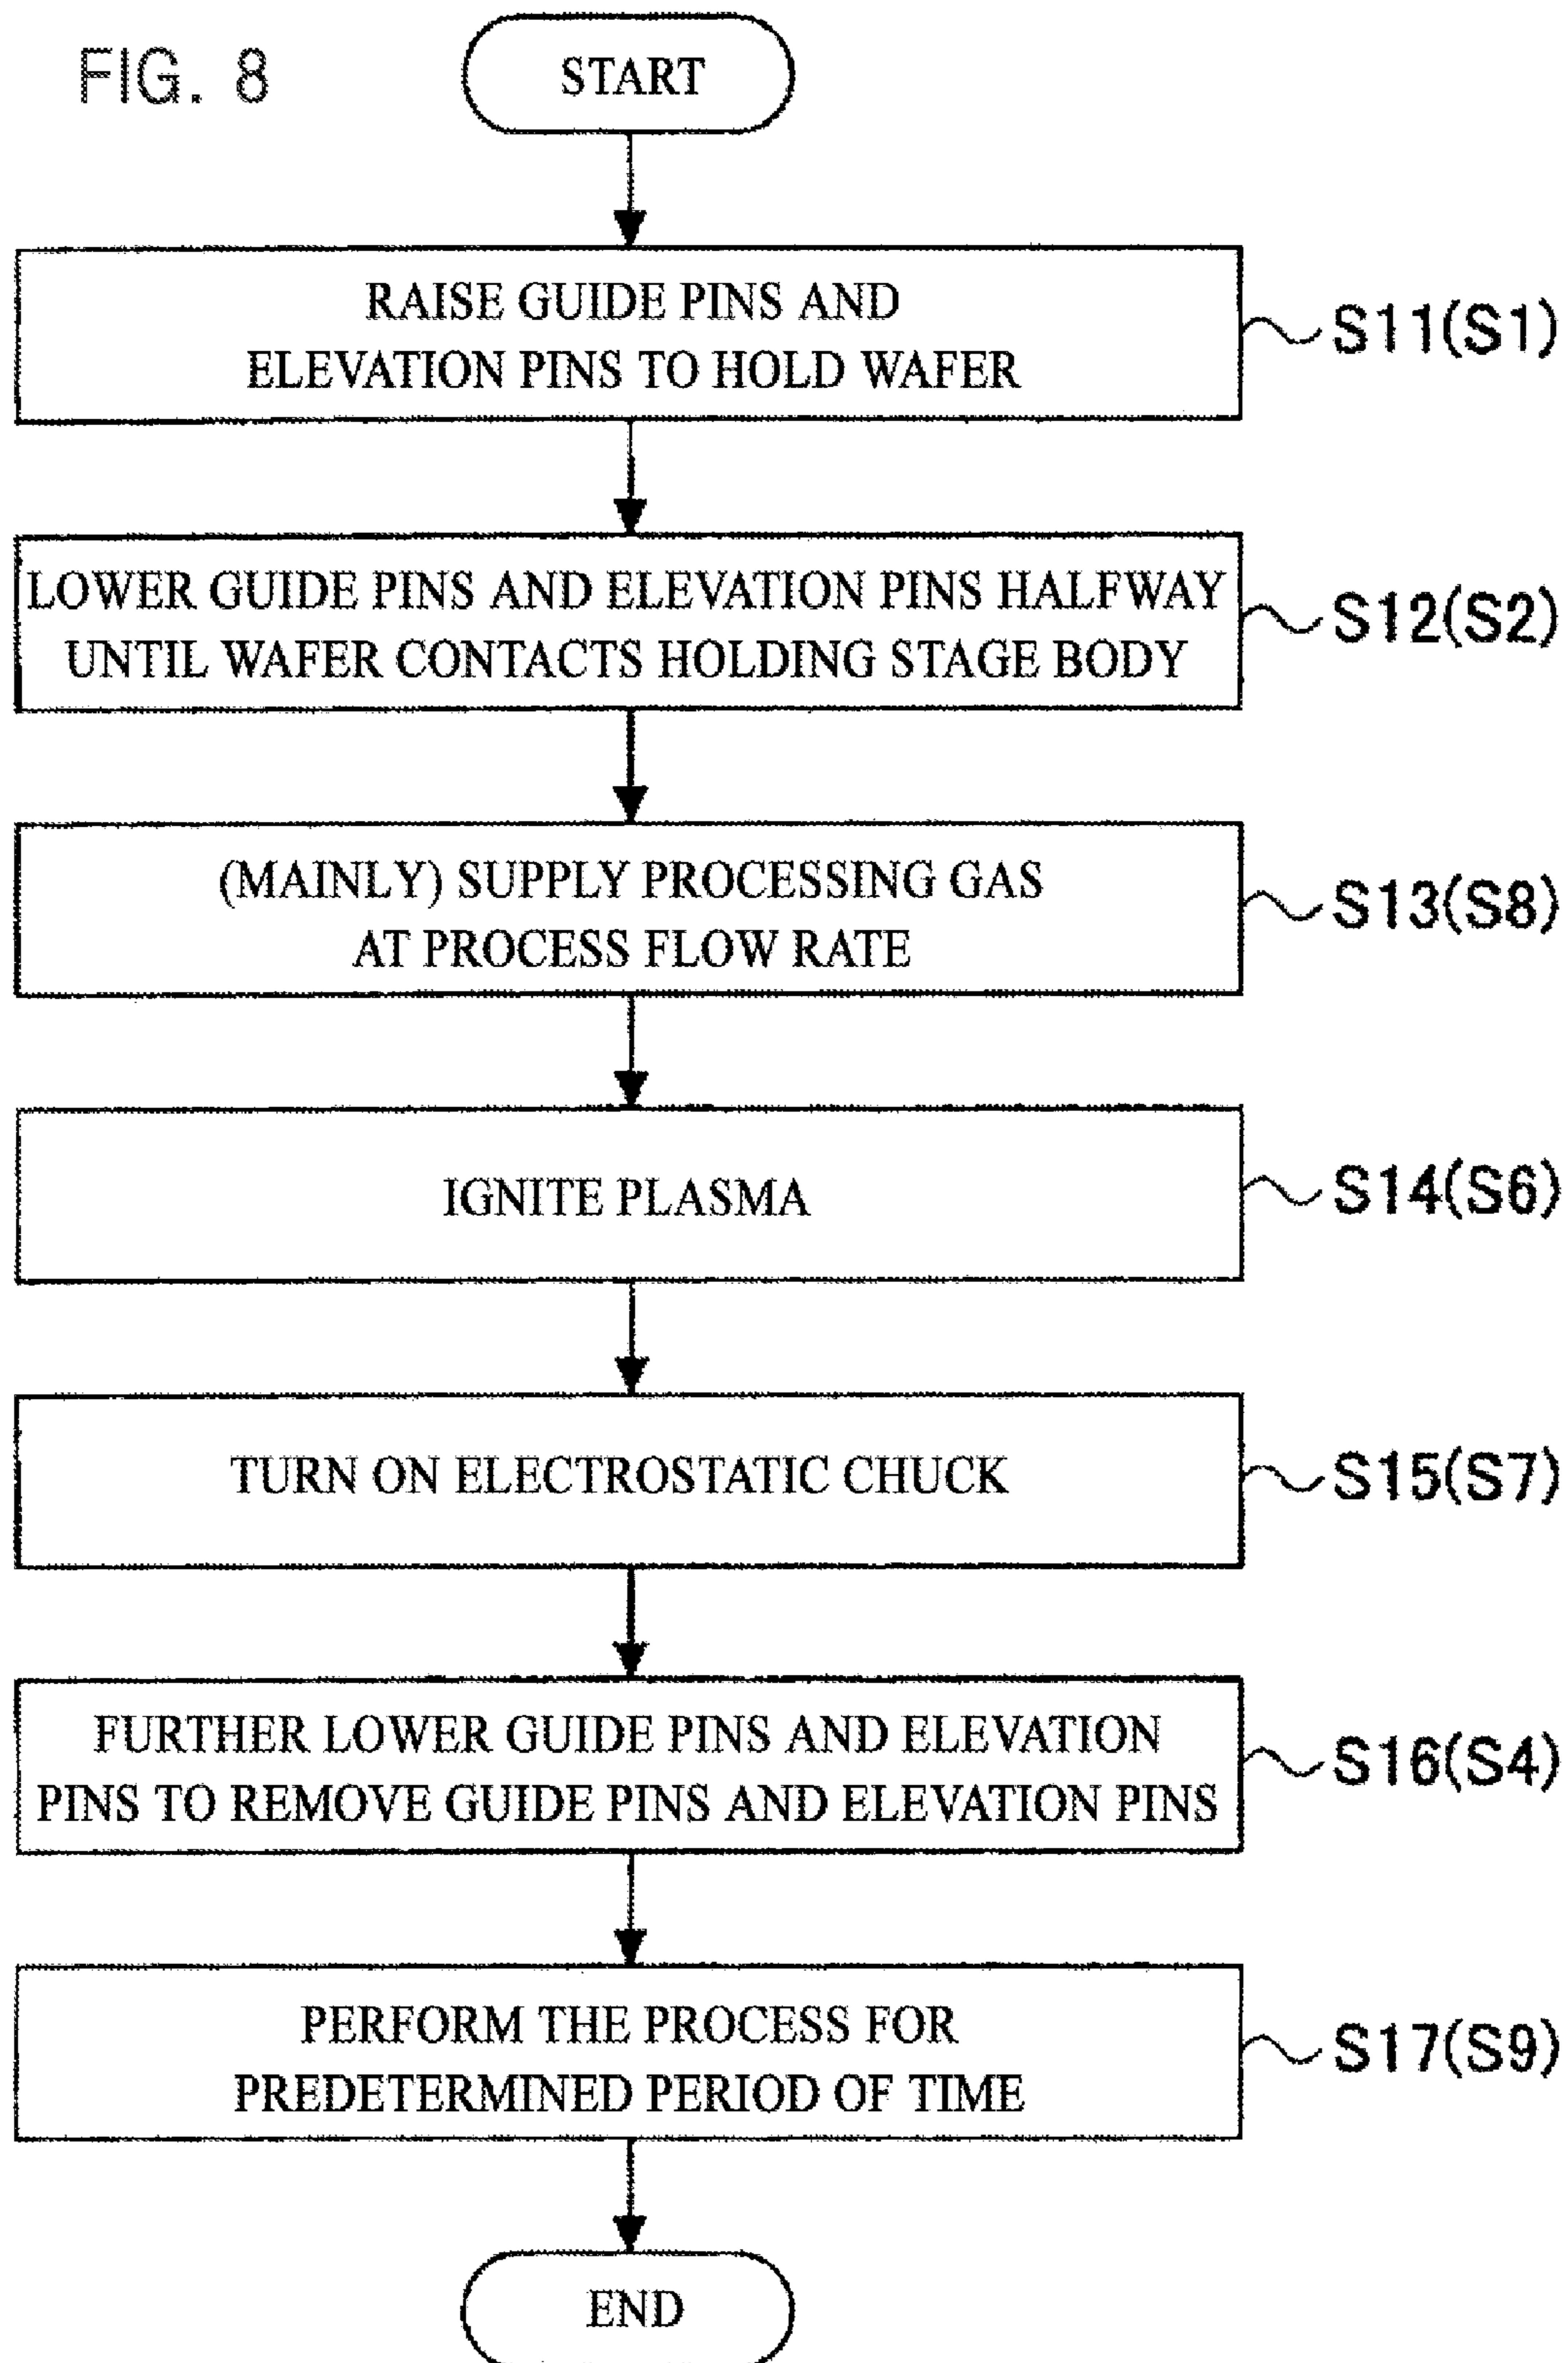 FIG. 8
START
RAISE GUIDE PINS AND
ELEVATION PINS TO HOLD WAFER
S11(S1)
LOWER GUIDE PINS AND ELEVATION PINS HALFWAY
UNTIL WAFER CONTACTS HOLDING STAGE BODY
S12(S2)
(MAINLY) SUPPLY PROCESSING GAS
AT PROCESS FLOW RATE
S13(S8)
IGNITE PLASMA
S14(S6)
TURN ON ELECTROSTATIC CHUCK
S15(S7)
FURTHER LOWER GUIDE PINS AND ELEVATION
PINS TO REMOVE GUIDE PINS AND ELEVATION PINS
S16(S4)
PERFORM THE PROCESS FOR
PREDETERMINED PERIOD OF TIME
S17(S9)
END